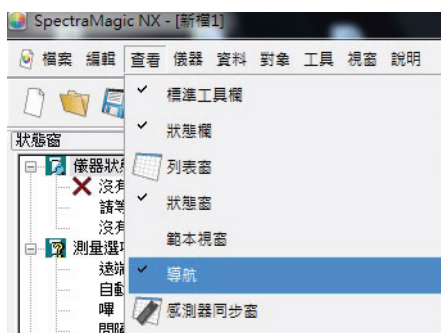 SpectraMagic NX - [新檔1]
檔案 編輯 查看 儀器 資料 對象 工具 視窗 說明
標準工具欄
狀態窗
狀態欄
儀器狀
列表窗
沒有
請等
狀態窗
沒有
範本視窗
測量選項
遠端
導航
自動
嗶
感測器同步窗
間隔